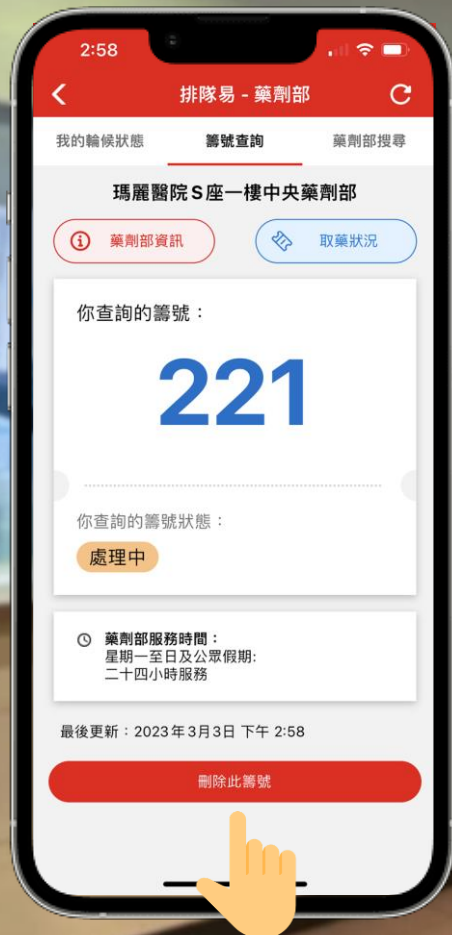 2:58
排隊易 - 藥劑部
我的輪候狀態
籌號查詢
藥劑部搜尋
瑪麗醫院S座一樓中央藥劑部
藥劑部資訊
取藥狀況
你查詢的籌號：
221
你查詢的籌號狀態：
處理中
藥劑部服務時間：
星期一至日及公眾假期:
二十四小時服務
最後更新：2023年3月3日 下午 2:58
刪除此籌號